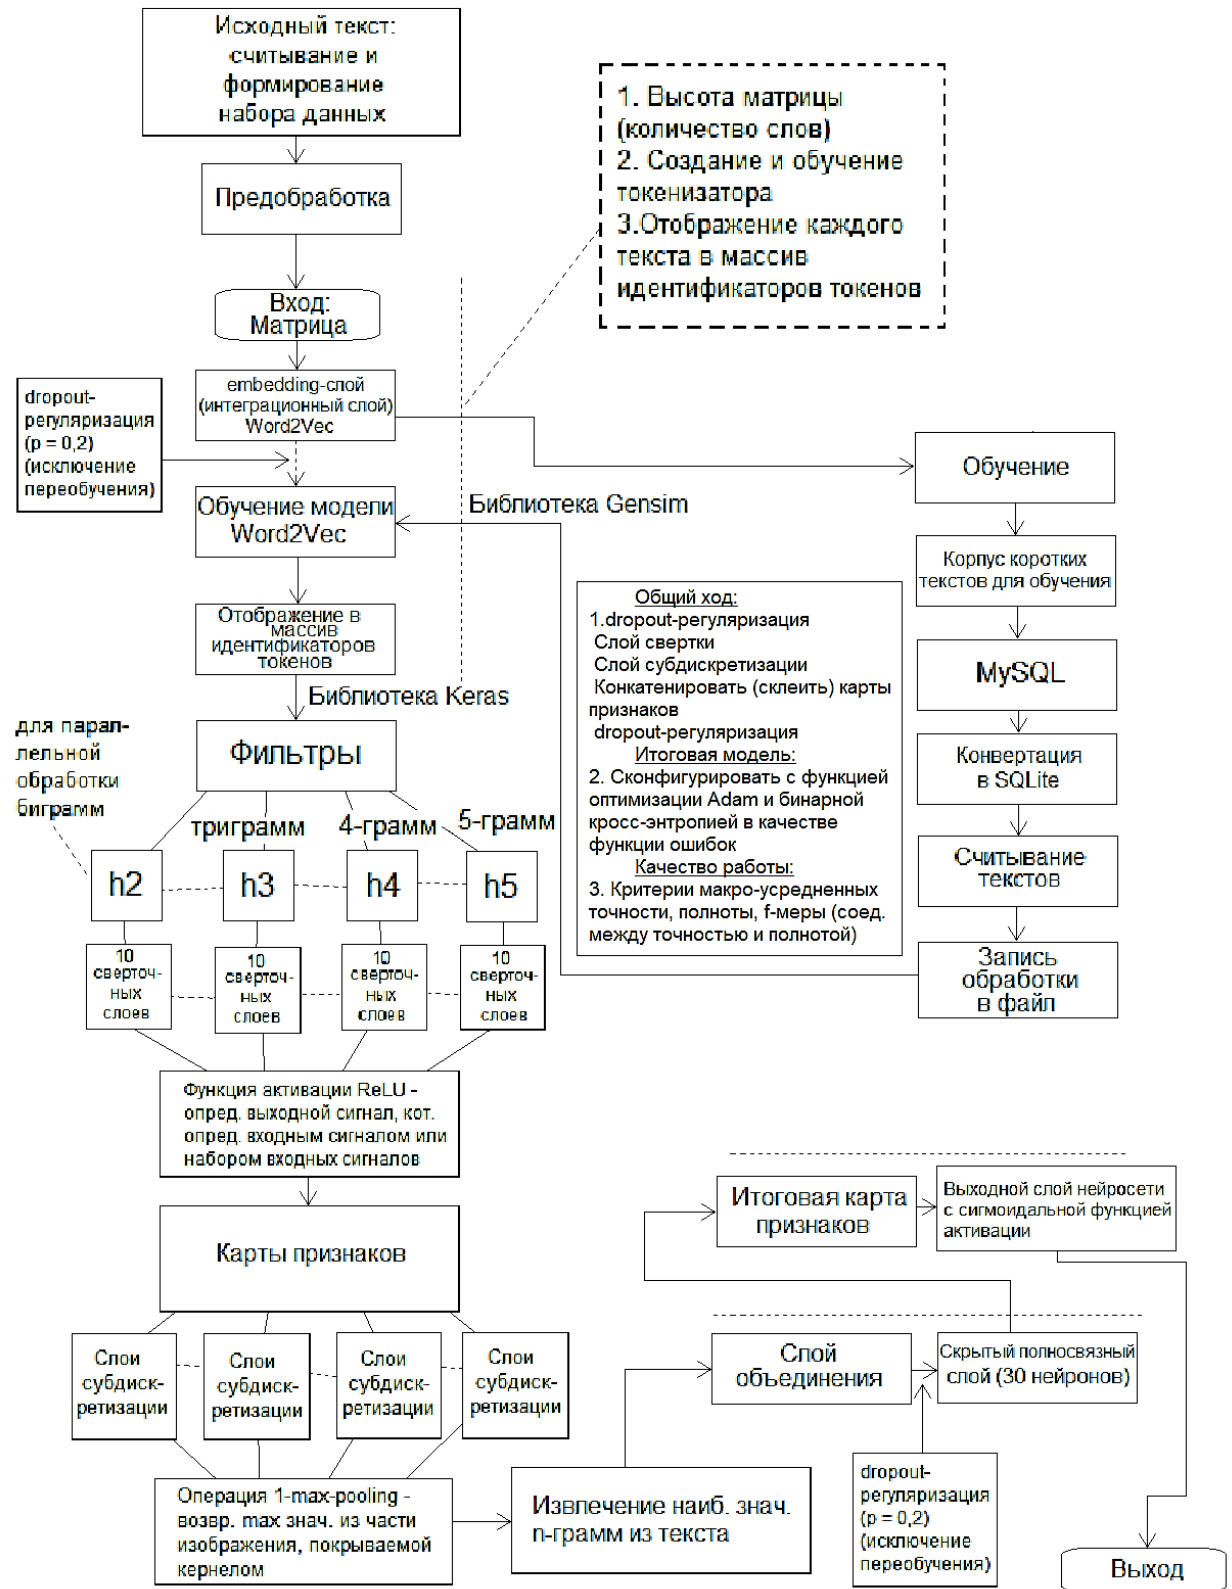 Исходный текст:
считывание и
формирование
набора данных
1. Высота матрицы
(количество слов)
2. Создание и обучение
токенизатора
3.Отображение каждого
текста в массив
идентификаторов токенов
Предобработка
Вход:
Матрица
embedding-слой
(интеграционный слой)
Word2Vec
dropout-
регуляризация
(p = 0,2)
(исключение
переобучения)
Обучение модели
Word2Vec
Библиотека Gensim
Отображение в
массив
идентификаторов
токенов
Библиотека Keras
Обучение
Корпус коротких
текстов для обучения
MySQL
Конвертация
в SQLite
Считывание
текстов
Запись
обработки
в файл
Общий ход:
1.dropout-регуляризация
Слой свертки
Слой субдискретизации
Конкатенировать (склеить) карты
признаков
dropout-регуляризация
Итоговая модель:
2. Сконфигурировать с функцией
оптимизации Adam и бинарной
кросс-энтропией в качестве
функции ошибок
Качество работы:
3. Критерии макро-усредненных
точности, полноты, f-меры (соед.
между точностью и полнотой)
Фильтры
для парал-
лельной
обработки
биграмм
триграмм
4-грамм
5-грамм
h2
h3
h4
h5
10
сверточ-
ных
слоев
10
сверточ-
ных
слоев
10
сверточ-
ных
слоев
10
сверточ-
ных
слоев
Функция активации ReLU -
опред. выходной сигнал, кот.
опред. входным сигналом или
набором входных сигналов
Карты признаков
Слои
субдиск-
ретизации
Слои
субдиск-
ретизации
Слои
субдиск-
ретизации
Слои
субдиск-
ретизации
Операция 1-max-pooling -
возвр. max знач. из части
изображения, покрываемой
кернелом
Извлечение наиб. знач.
n-грамм из текста
Слой
объединения
Скрытый полносвязный
слой (30 нейронов)
dropout-
регуляризация
(p = 0,2)
(исключение
переобучения)
Итоговая карта
признаков
Выходной слой нейросети
с сигмоидальной функцией
активации
Выход